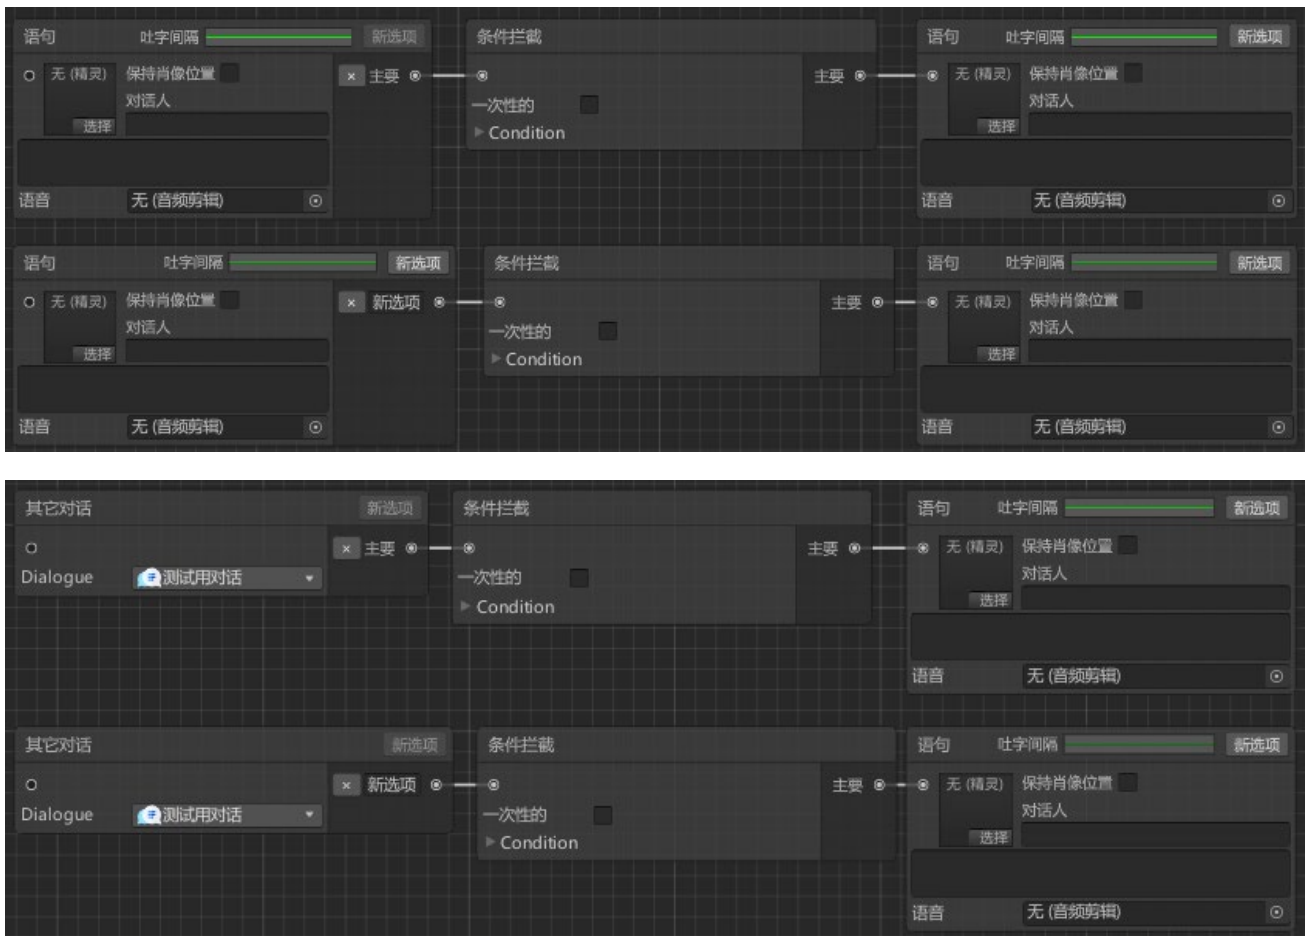 语句 吐字间隔 新选项 条件拦截 语句 吐字间隔 新选项
无 (精灵) 保持肖像位置 × 主要 主要 无 (精灵) 保持肖像位置
对话人 一次性的 对话人
选择 Condition 选择
语音 无 (音频剪辑) 语音 无 (音频剪辑)
语句 吐字间隔 新选项 条件拦截 语句 吐字间隔 新选项
无 (精灵) 保持肖像位置 × 新选项 主要 无 (精灵) 保持肖像位置
对话人 一次性的 对话人
选择 Condition 选择
语音 无 (音频剪辑) 语音 无 (音频剪辑)
其它对话 新选项 条件拦截 语句 吐字间隔 新选项
× 主要 主要 无 (精灵) 保持肖像位置
Dialogue 测试用对话 一次性的 对话人
Condition 选择
语音 无 (音频剪辑)
其它对话 新选项 条件拦截 语句 吐字间隔 新选项
× 新选项 主要 无 (精灵) 保持肖像位置
Dialogue 测试用对话 一次性的 对话人
Condition 选择
语音 无 (音频剪辑)